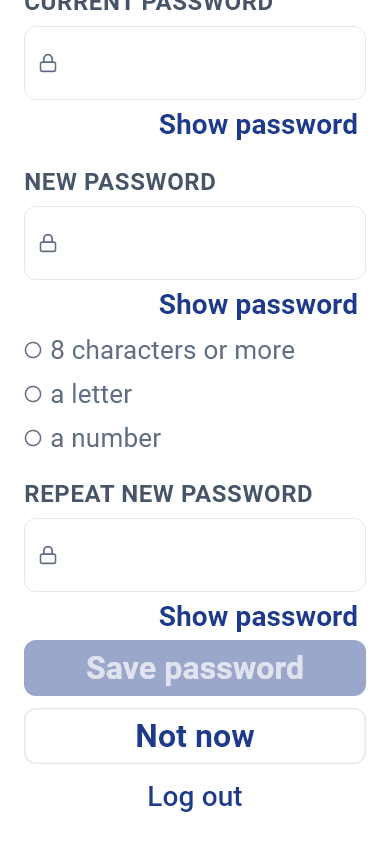 CURRENT PASSWORD
Show password
NEW PASSWORD
Show password
8 characters or more
a letter
a number
REPEAT NEW PASSWORD
Show password
Save password
Not now
Log out